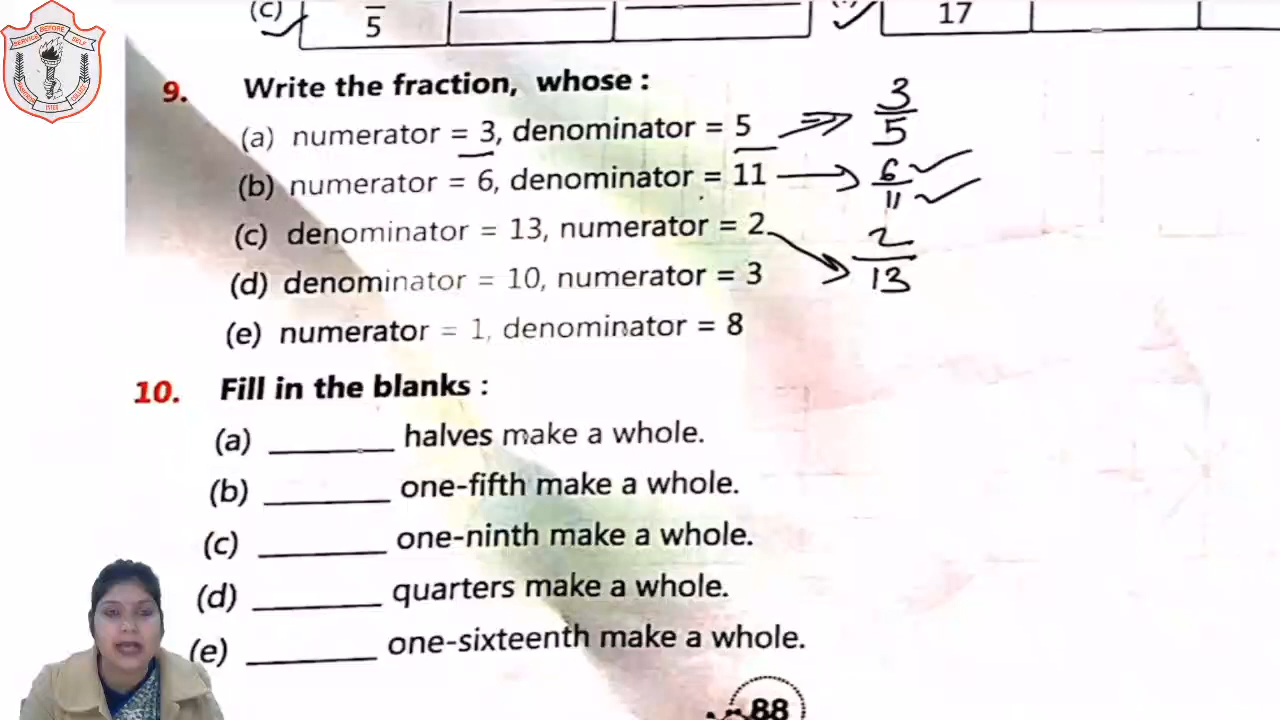 SERVICE BEFORE SELF
(c) 5
17
9. Write the fraction, whose :
(a) numerator = 3, denominator = 5 3/5
(b) numerator = 6, denominator = 11 6/11
(c) denominator = 13, numerator = 2 2/13
(d) denominator = 10, numerator = 3
(e) numerator = 1, denominator = 8
10. Fill in the blanks :
(a) ________ halves make a whole.
(b) ________ one-fifth make a whole.
(c) ________ one-ninth make a whole.
(d) ________ quarters make a whole.
(e) ________ one-sixteenth make a whole.
88